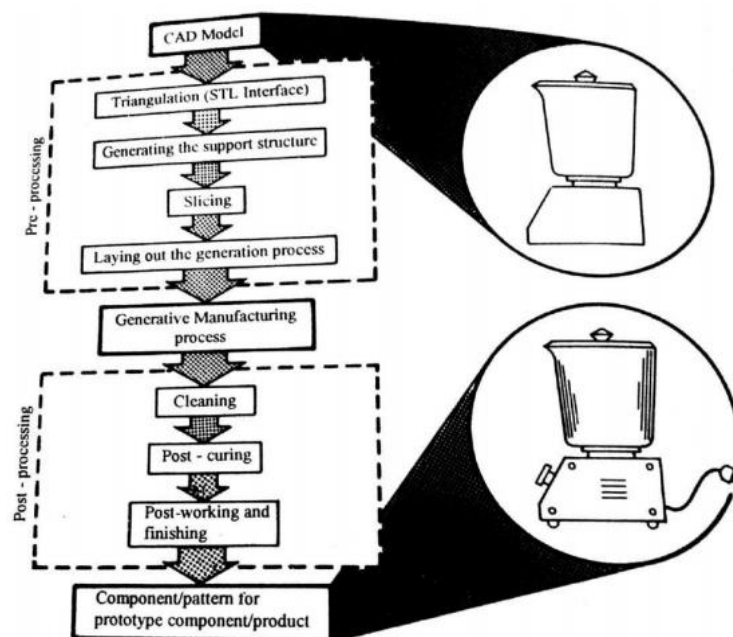 CAD Model
Triangulation (STL Interface)
Generating the support structure
Slicing
Laying out the generation process
Pre - processing
Generative Manufacturing
process
Cleaning
Post - curing
Post-working and
finishing
Post - processing
Component/pattern for
prototype component/product